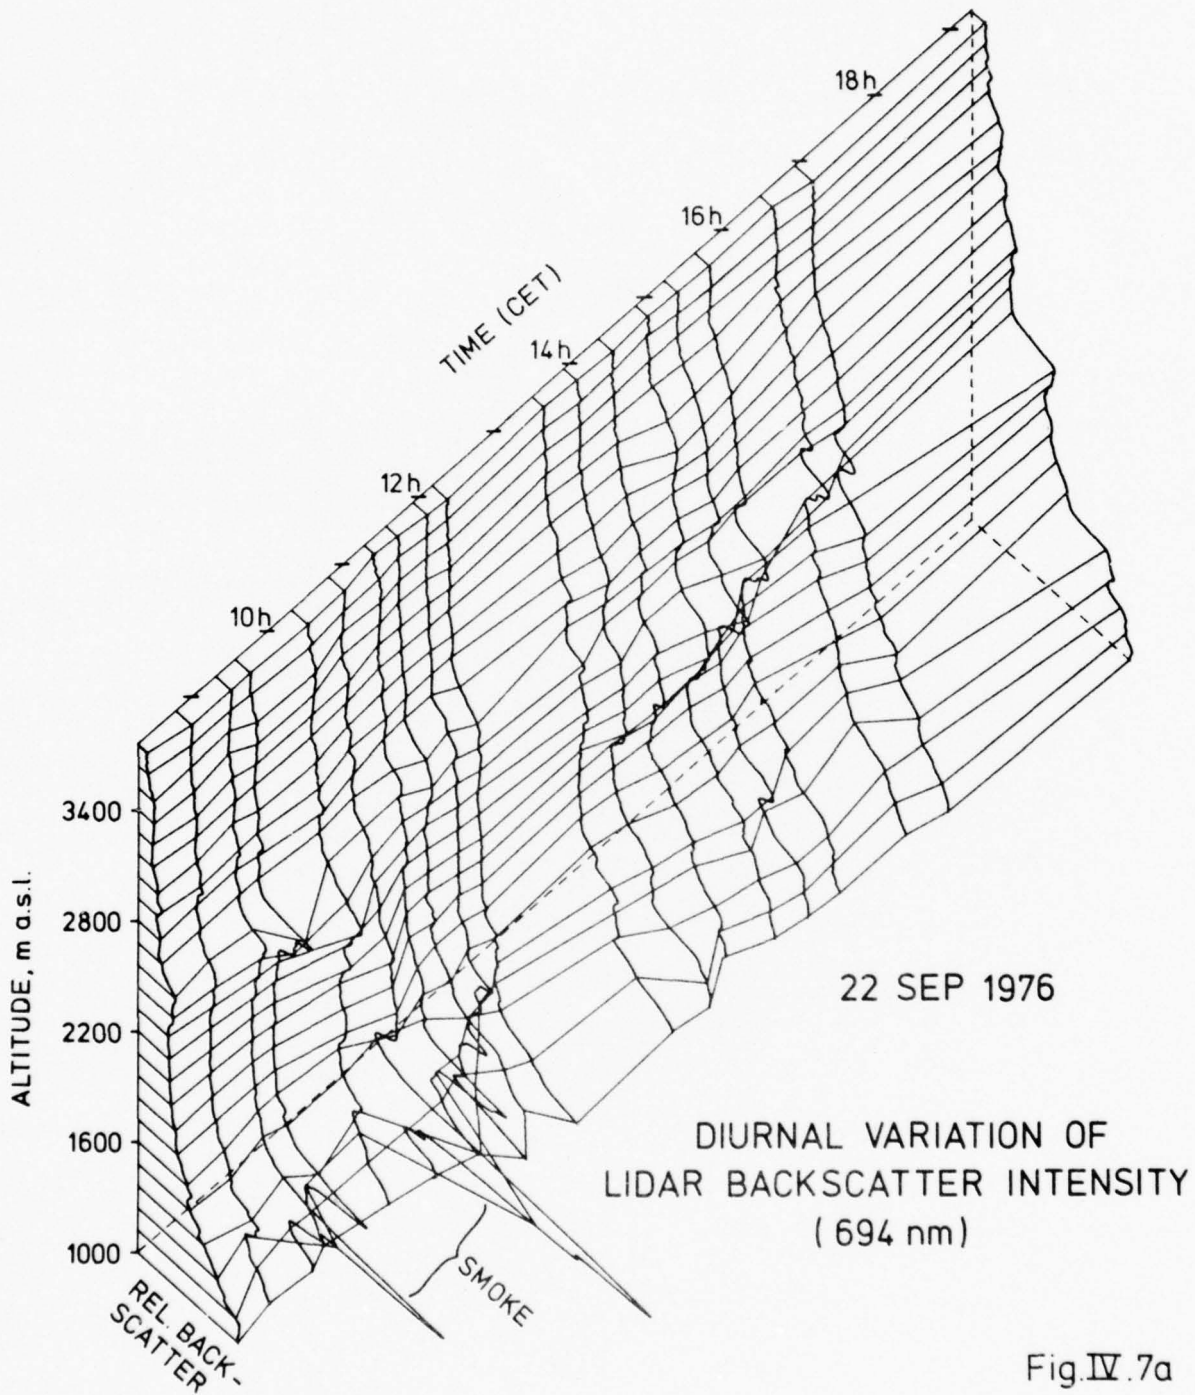 18h
16h
TIME (CET)
14h
12h
10h
3400
2800
2200
1600
1000
ALTITUDE, m a.s.l.
REL. BACK-
SCATTER
SMOKE
22 SEP 1976
DIURNAL VARIATION OF
LIDAR BACKSCATTER INTENSITY
(694 nm)
Fig.IV.7a